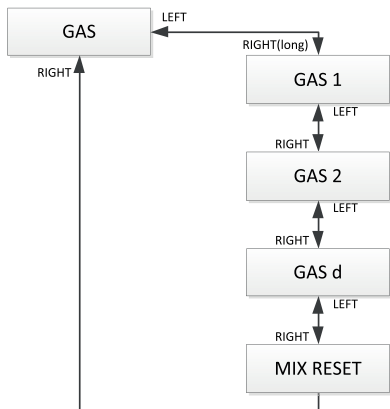 GAS
LEFT
RIGHT(long)
RIGHT
GAS 1
LEFT
RIGHT
GAS 2
LEFT
RIGHT
GAS d
LEFT
RIGHT
MIX RESET